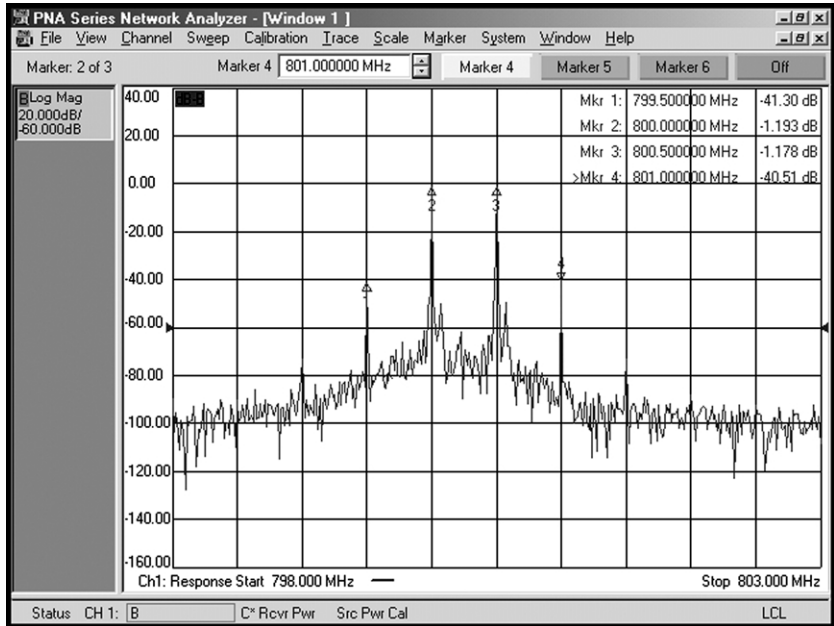 PNA Series Network Analyzer - [Window 1 ]
File View Channel Sweep Calibration Trace Scale Marker System Window Help
Marker: 2 of 3 Marker 4 801.000000 MHz Marker 4 Marker 5 Marker 6 Off
B Log Mag
20.000dB/
-60.000dB
40.00
20.00
0.00
-20.00
-40.00
-60.00
-80.00
-100.00
-120.00
-140.00
-160.00
Mkr 1: 799.500000 MHz -41.30 dB
Mkr 2: 800.000000 MHz -1.193 dB
Mkr 3: 800.500000 MHz -1.178 dB
>Mkr 4: 801.000000 MHz -40.51 dB
2
3
4
Ch1: Response Start 798.000 MHz
Stop 803.000 MHz
Status CH 1: B C* Rcvr Pwr Src Pwr Cal LCL